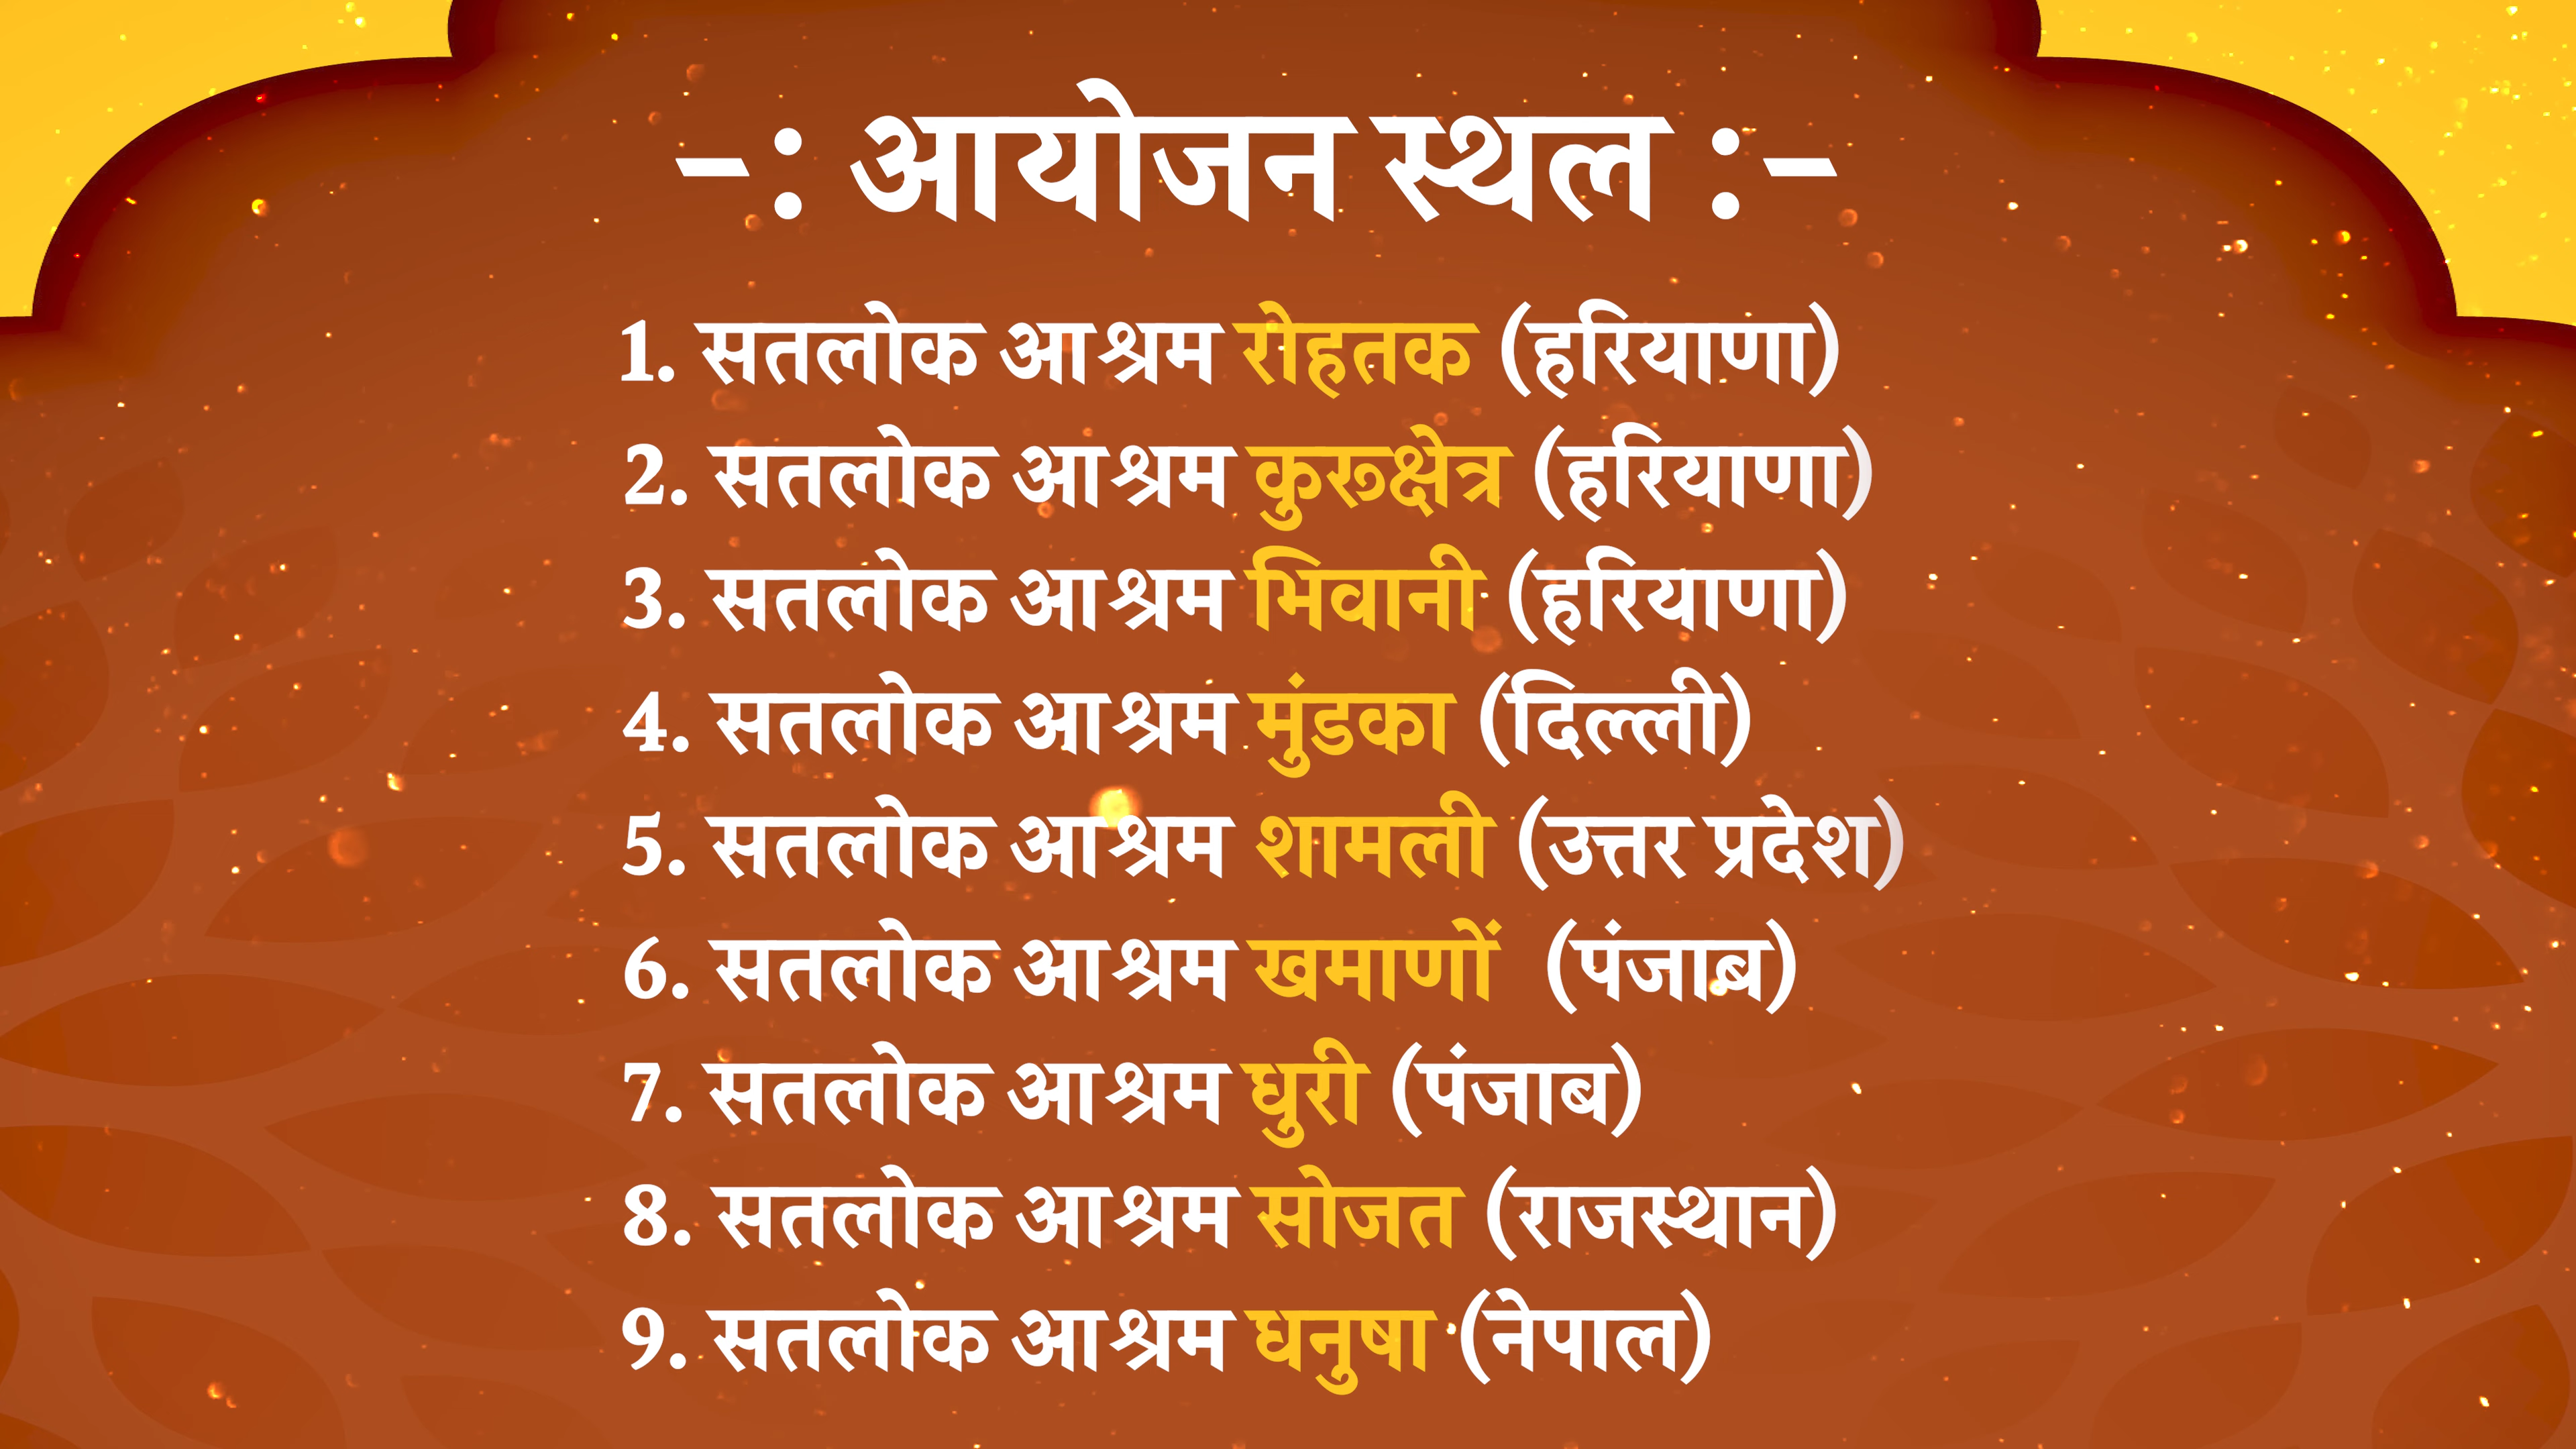 -: आयोजन स्थल :-
1. सतलोक आश्रम रोहतक (हरियाणा)
2. सतलोक आश्रम कुरूक्षेत्र (हरियाणा)
3. सतलोक आश्रम भिवानी (हरियाणा)
4. सतलोक आश्रम मुंडका (दिल्ली)
5. सतलोक आश्रम शामली (उत्तर प्रदेश)
6. सतलोक आश्रम खमाणों (पंजाब)
7. सतलोक आश्रम धुरी (पंजाब)
8. सतलोक आश्रम सोजत (राजस्थान)
9. सतलोक आश्रम धनुषा (नेपाल)